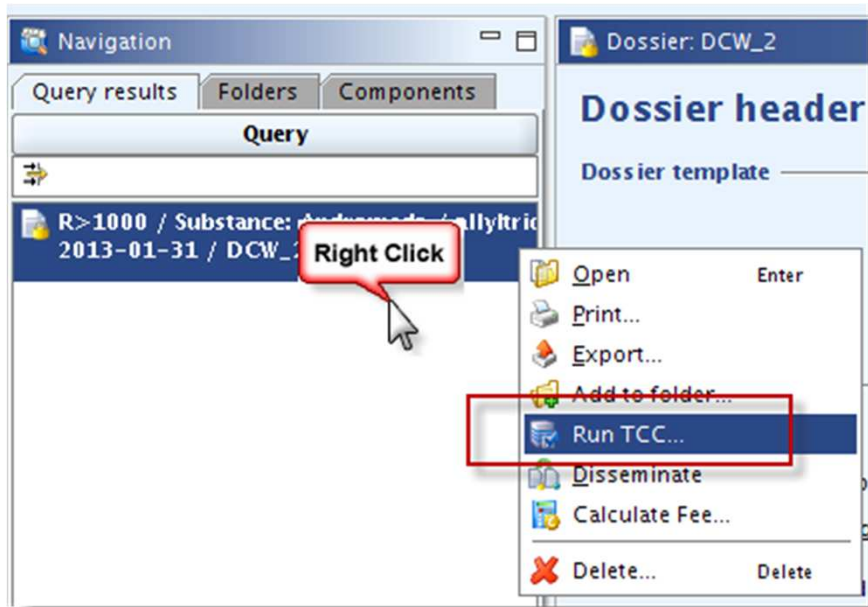 Navigation
Query results Folders Components
Query
R>1000 / Substance:
2013-01-31 /
Right Click
Dossier: DCW_2
Dossier header
Dossier template
Open Enter
Print...
Export...
Add to folder...
Run TCC...
Disseminate
Calculate Fee...
Delete... Delete